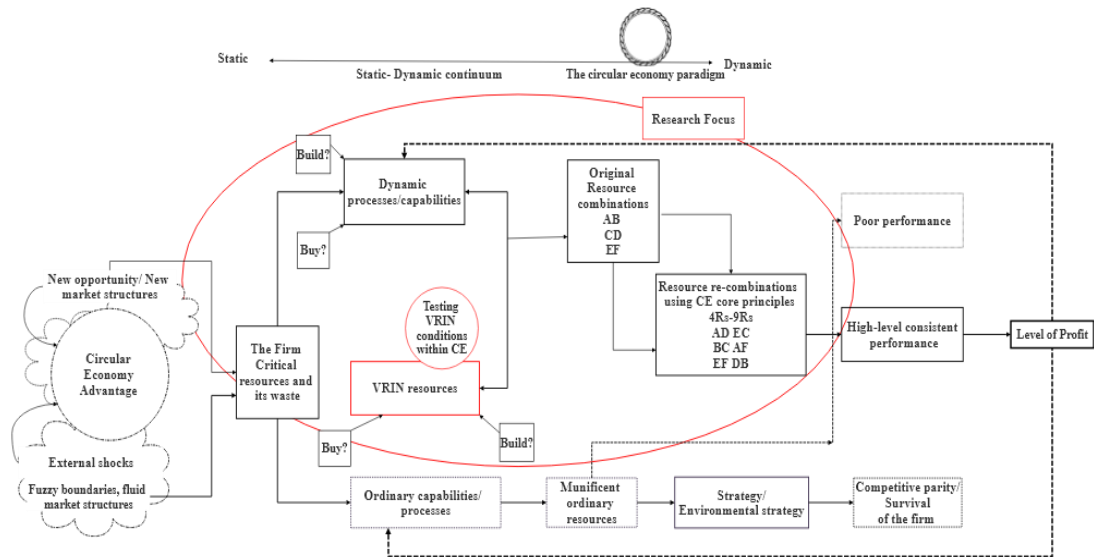 Static
Static- Dynamic continuum
The circular economy paradigm
Dynamic
Research Focus
Build?
Dynamic
processes/capabilities
Buy?
Original
Resource
combinations
AB
CD
EF
Poor performance
New opportunity/ New
market structures
Circular
Economy
Advantage
External shocks
Fuzzy boundaries, fluid
market structures
The Firm
Critical
resources and
its waste
Testing
VRIN
conditions
within CE
VRIN resources
Buy?
Build?
Resource re-combinations
using CE core principles
4Rs-9Rs
AD EC
BC AF
EF DB
High-level consistent
performance
Level of Profit
Ordinary capabilities/
processes
Munificent
ordinary
resources
Strategy/
Environmental strategy
Competitive parity/
Survival
of the firm